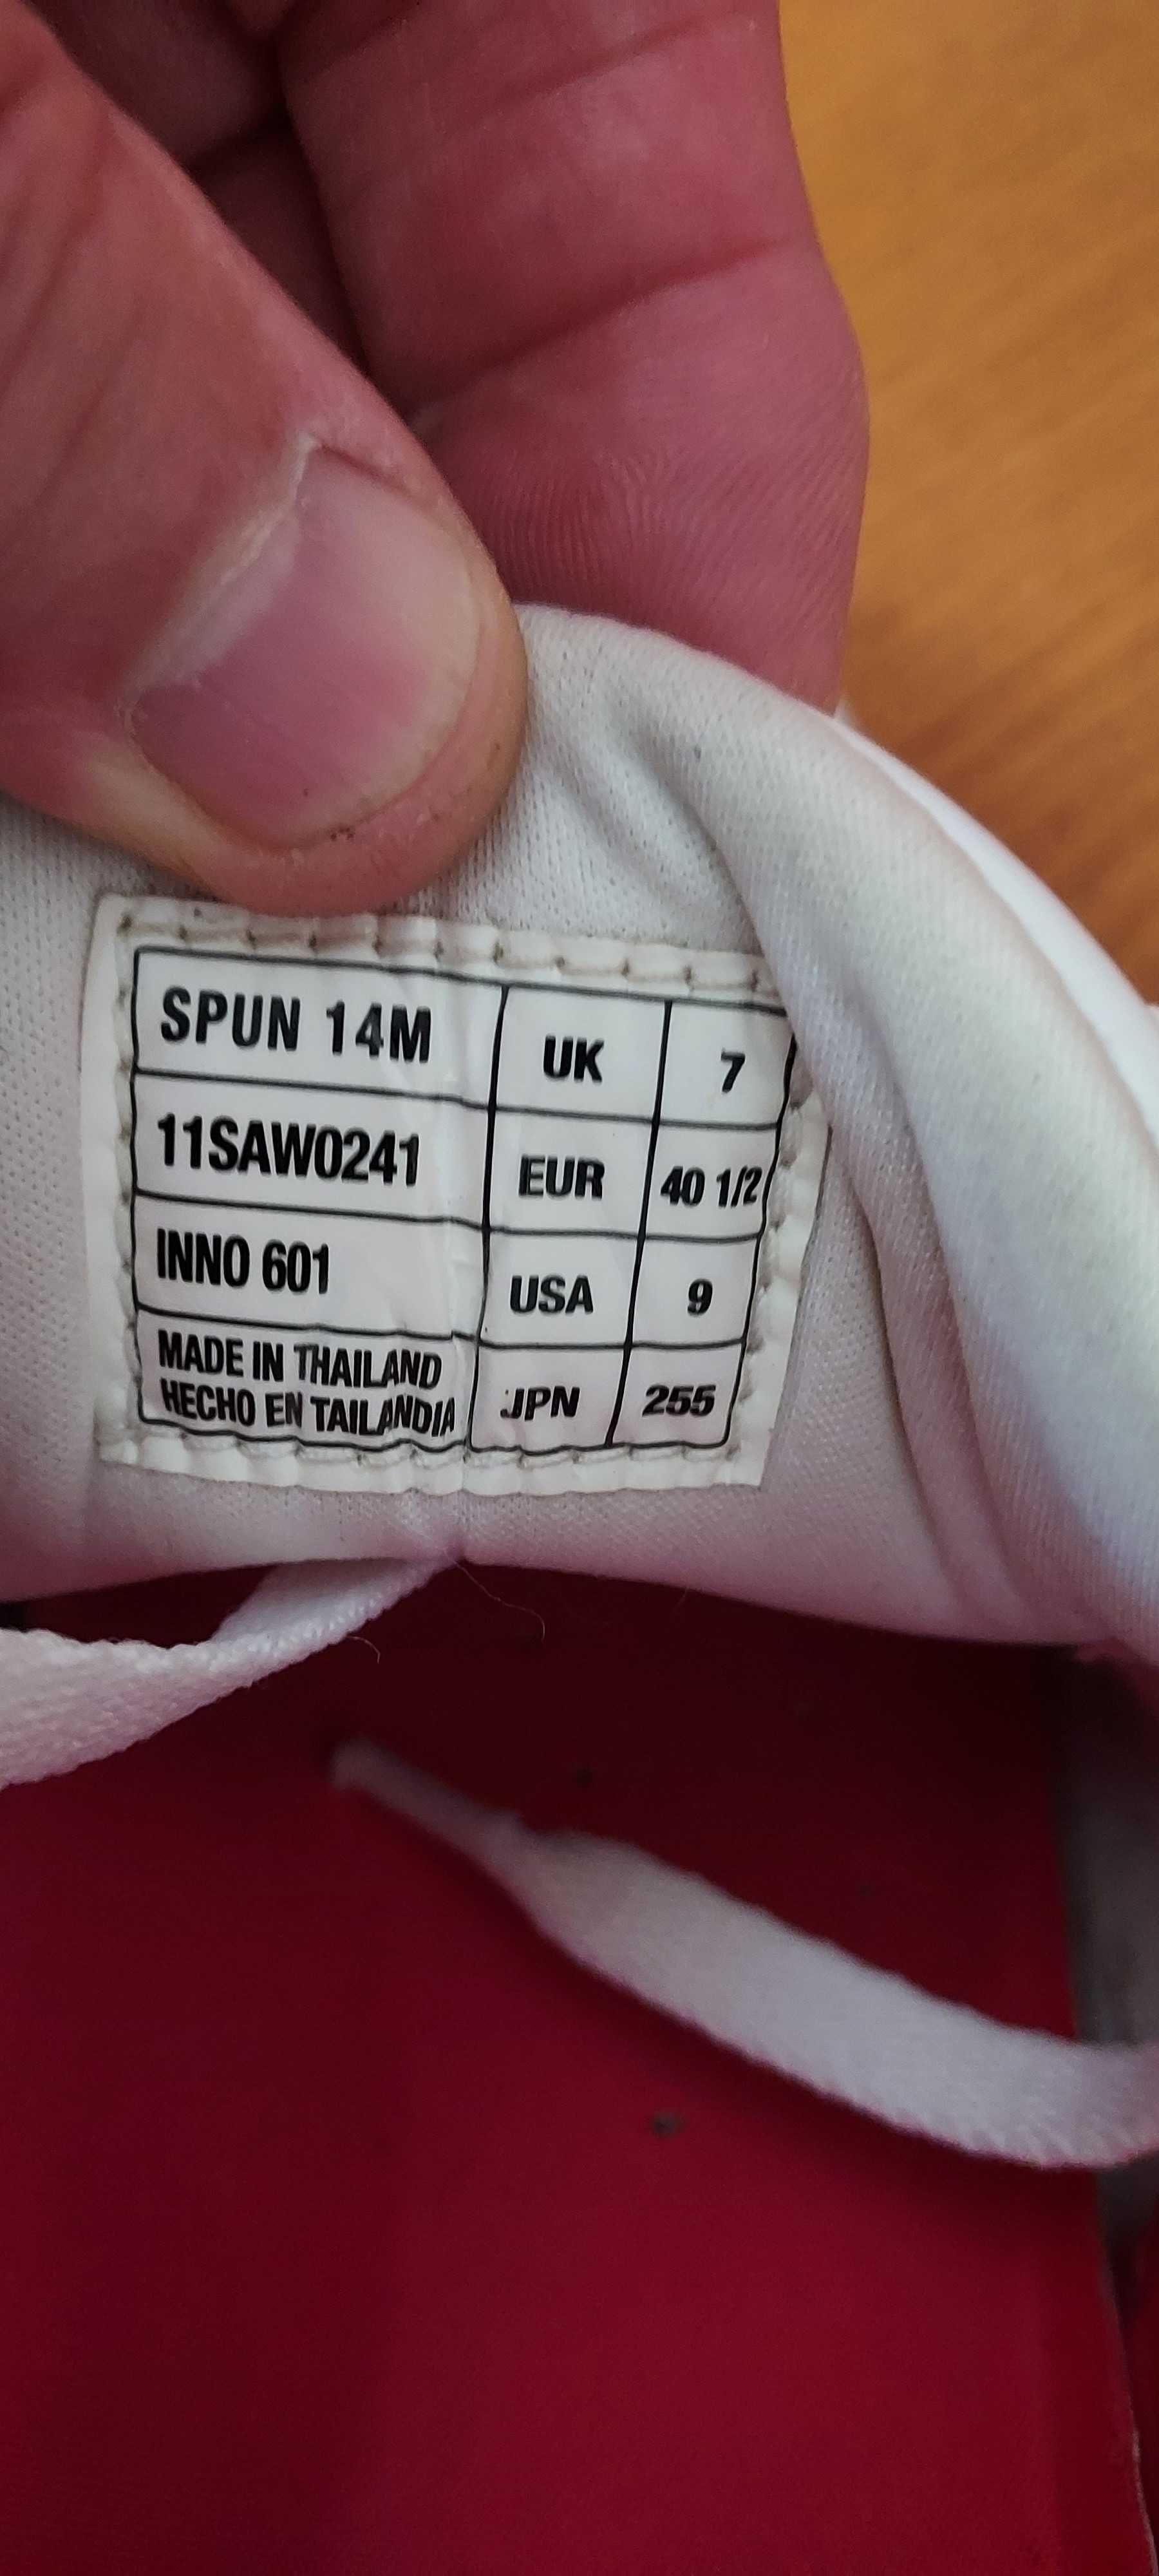 SPUN 14M UK 7
11SAW0241 EUR 40 1/2
INNO 601 USA 9
MADE IN THAILAND
HECHO EN TAILANDIA JPN 255